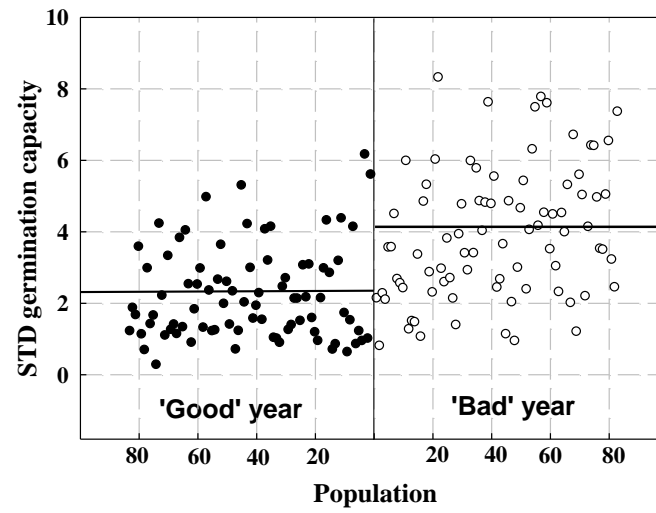 10
8
6
4
2
0
STD germination capacity
'Good' year
'Bad' year
80 60 40 20 20 40 60 80
Population